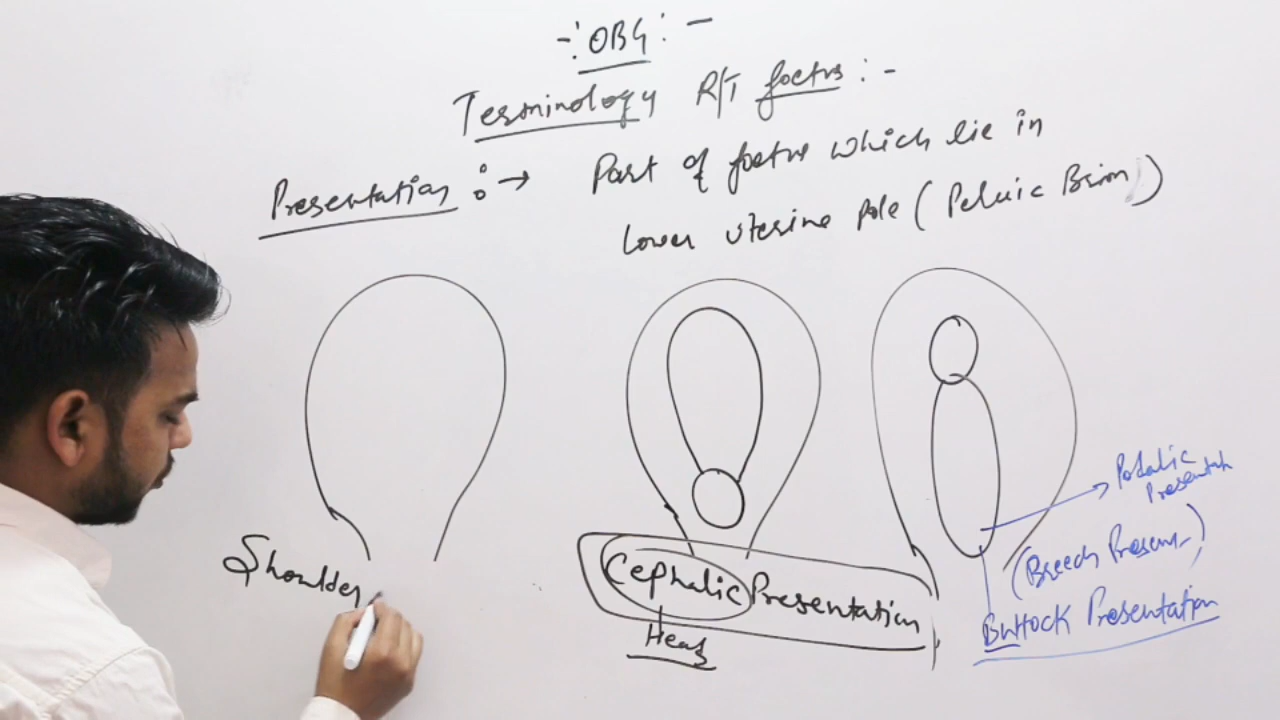 -: OBG : -
Terminology R/T foetus : -
Presentation : → Part of foetus which lie in
Lower uterine pole ( Pelvic Brim )
Shoulder
Cephalic Presentation
Head
Podalic
(Breech Presen-)
Buttock Presentation